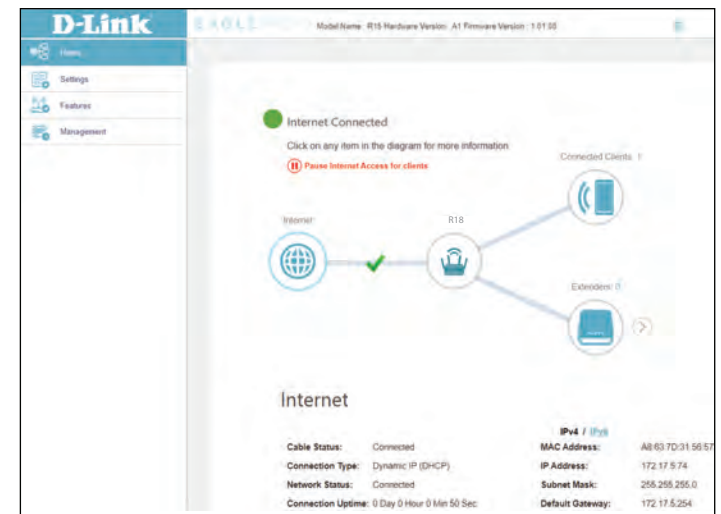 D-Link
EAGLE
Model Name: R15 Hardware Version: A1 Firmware Version: 1.01.
Home
Settings
Features
Management
Internet Connected
Click on any item in the diagram for more information
Pause Internet Access for clients
Connected Clients: 1
Internet
R18
Extenders: 0
Internet
IPv4 / IPv6
Cable Status: Connected
MAC Address: A8:63:7D:31:56:57
Connection Type: Dynamic IP (DHCP)
IP Address: 172.17.5.74
Network Status: Connected
Subnet Mask: 255.255.255.0
Connection Uptime: 0 Day 0 Hour 0 Min 50 Sec
Default Gateway: 172.17.5.254